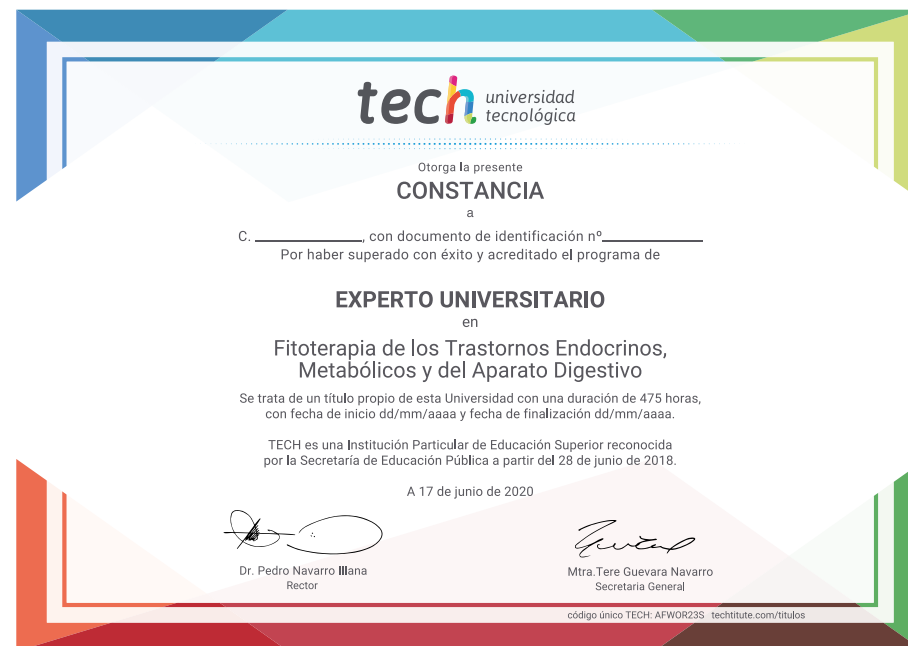 tech universidad
tecnológica
Otorga la presente
CONSTANCIA
a
C. ____________, con documento de identificación nº____________
Por haber superado con éxito y acreditado el programa de
EXPERTO UNIVERSITARIO
en
Fitoterapia de los Trastornos Endocrinos,
Metabólicos y del Aparato Digestivo
Se trata de un título propio de esta Universidad con una duración de 475 horas,
con fecha de inicio dd/mm/aaaa y fecha de finalización dd/mm/aaaa.
TECH es una Institución Particular de Educación Superior reconocida
por la Secretaría de Educación Pública a partir del 28 de junio de 2018.
A 17 de junio de 2020
Dr. Pedro Navarro Illana
Rector
Mtra.Tere Guevara Navarro
Secretaria General
código único TECH: AFWOR23S techtitute.com/titulos